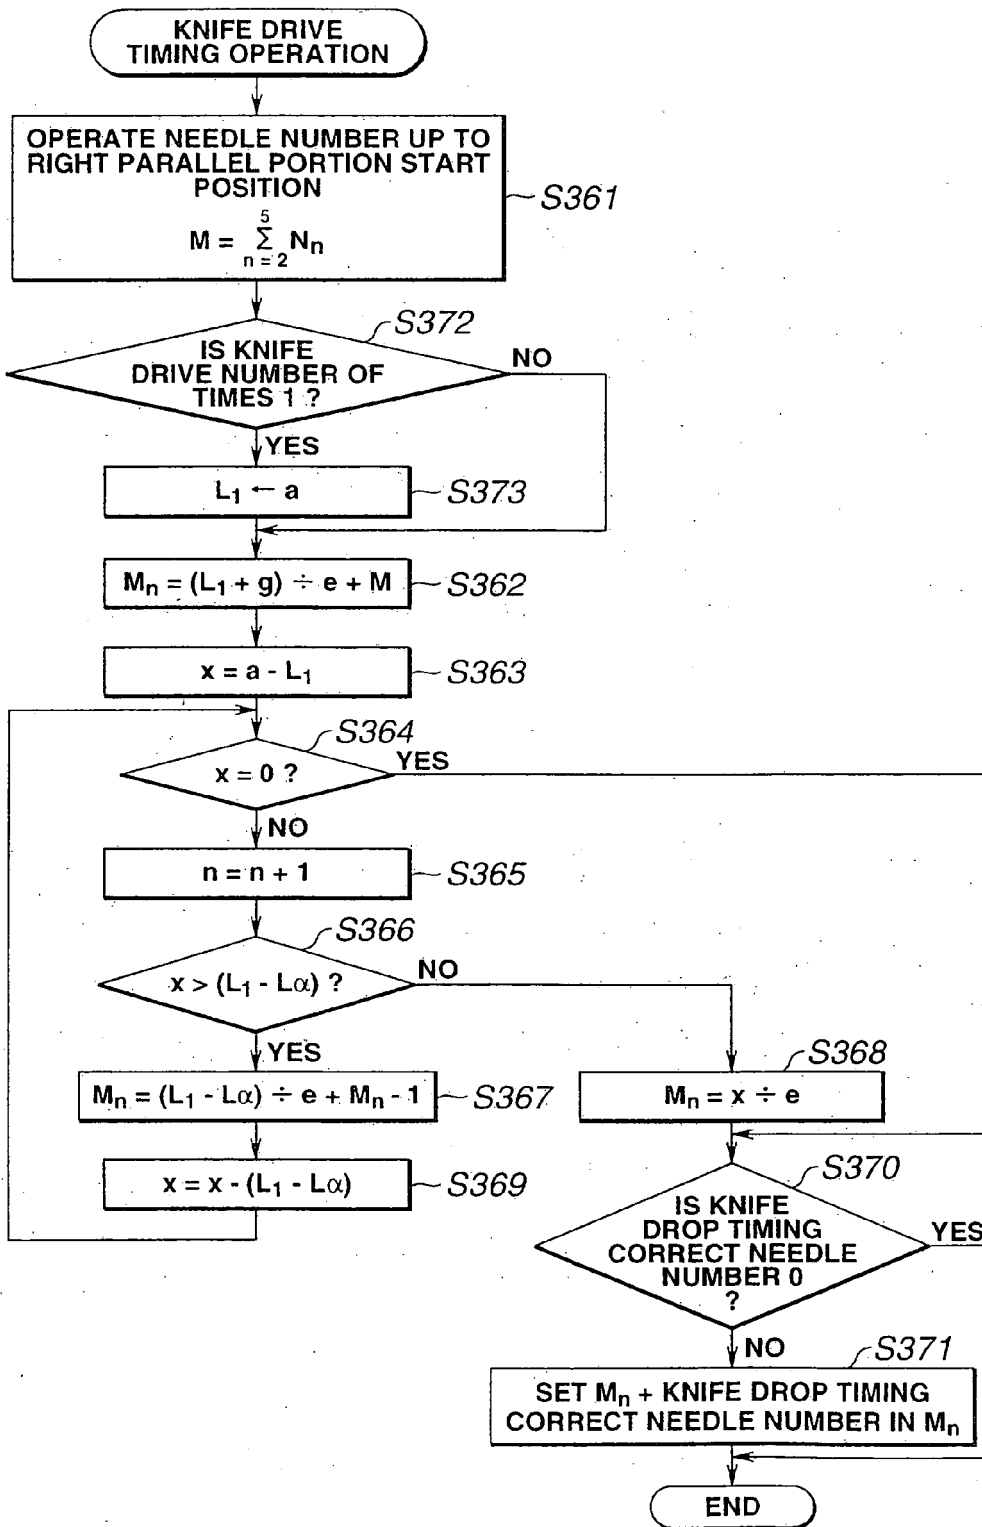 KNIFE DRIVE
TIMING OPERATION
OPERATE NEEDLE NUMBER UP TO
RIGHT PARALLEL PORTION START
POSITION
M = 5 Σ n = 2 Nn
S361
S372
IS KNIFE
DRIVE NUMBER OF
TIMES 1 ?
NO
YES
L1 ← a
S373
Mn = (L1 + g) ÷ e + M
S362
x = a - L1
S363
S364
x = 0 ?
YES
NO
n = n + 1
S365
S366
x > (L1 - Lα) ?
NO
YES
Mn = (L1 - Lα) ÷ e + Mn - 1
S367
S368
Mn = x ÷ e
x = x - (L1 - Lα)
S369
S370
IS KNIFE
DROP TIMING
CORRECT NEEDLE
NUMBER 0
?
YES
NO
S371
SET Mn + KNIFE DROP TIMING
CORRECT NEEDLE NUMBER IN Mn
END